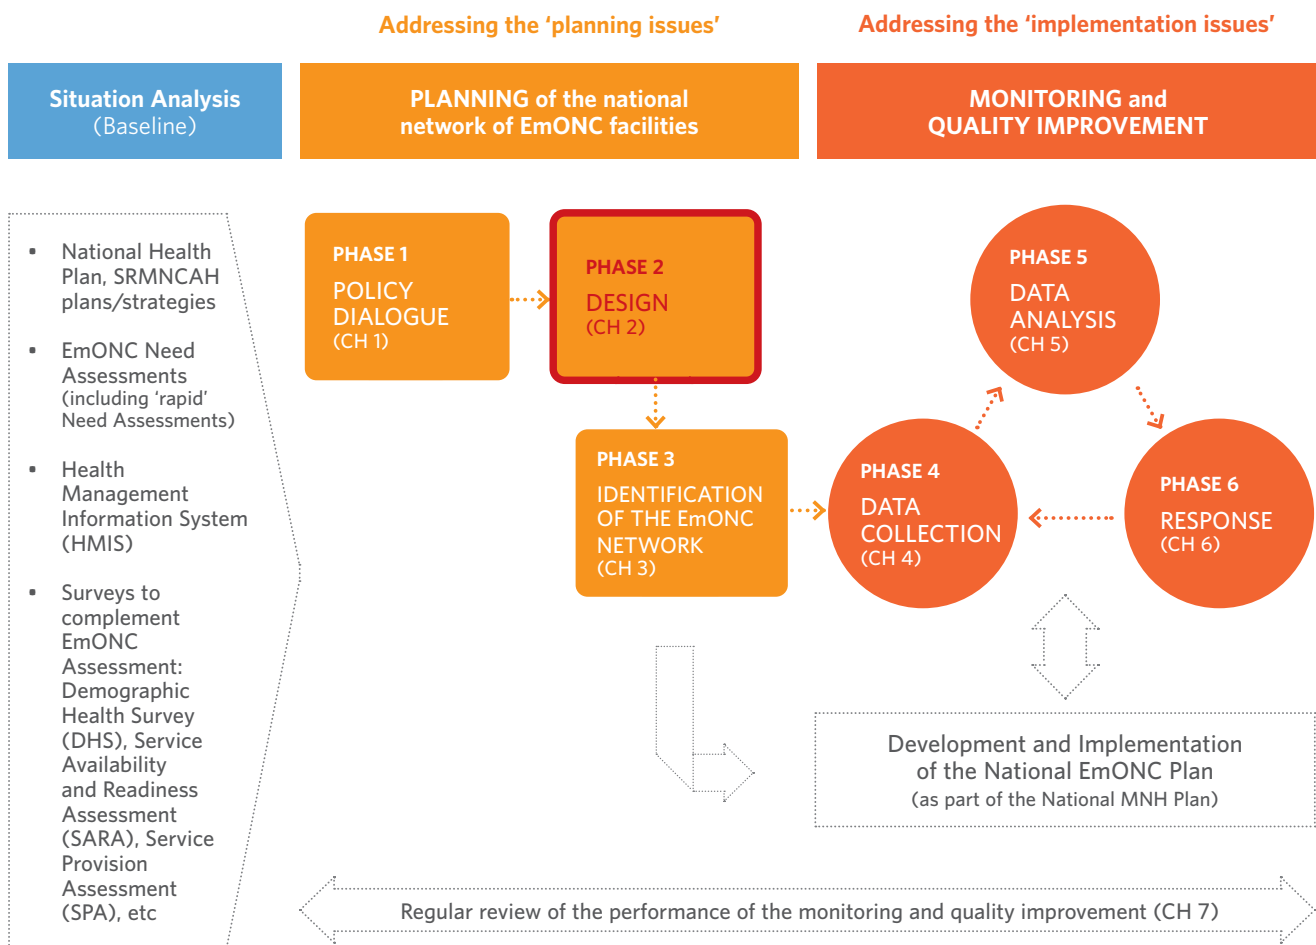 Addressing the ‘planning issues’
Addressing the ‘implementation issues’
Situation Analysis
(Baseline)
PLANNING of the national
network of EmONC facilities
MONITORING and
QUALITY IMPROVEMENT
▪ National Health
Plan, SRMNCAH
plans/strategies
▪ EmONC Need
Assessments
(including ‘rapid’
Need Assessments)
▪ Health
Management
Information System
(HMIS)
▪ Surveys to
complement
EmONC
Assessment:
Demographic
Health Survey
(DHS), Service
Availability
and Readiness
Assessment
(SARA), Service
Provision
Assessment
(SPA), etc
PHASE 1
POLICY
DIALOGUE
(CH 1)
PHASE 2
DESIGN
(CH 2)
PHASE 3
IDENTIFICATION
OF THE EmONC
NETWORK
(CH 3)
PHASE 4
DATA
COLLECTION
(CH 4)
PHASE 5
DATA
ANALYSIS
(CH 5)
PHASE 6
RESPONSE
(CH 6)
Development and Implementation
of the National EmONC Plan
(as part of the National MNH Plan)
Regular review of the performance of the monitoring and quality improvement (CH 7)